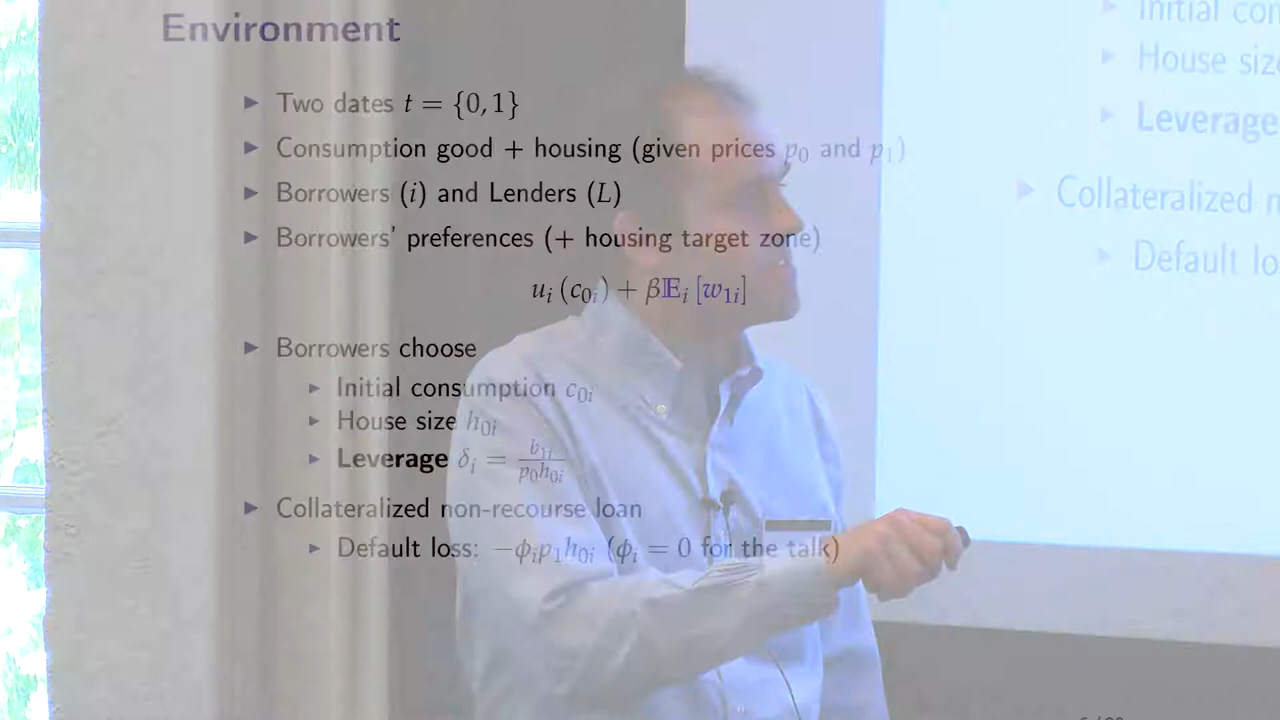 Environment
▶ Two dates t = {0, 1}
▶ Consumption good + housing (given prices p₀ and p₁)
▶ Borrowers (i) and Lenders (L)
▶ Borrowers' preferences (+ housing target zone)
uᵢ (c₀ᵢ) + β𝔼ᵢ [w₁ᵢ]
▶ Borrowers choose
▶ Initial consumption c₀ᵢ
▶ House size h₀ᵢ
▶ Leverage δᵢ = b₁ᵢ / p₀h₀ᵢ
▶ Collateralized non-recourse loan
▶ Default loss: −ϕᵢp₁h₀ᵢ (ϕᵢ = 0 for the talk)
▶ Initial con
▶ House size
▶ Leverage
▶ Collateralized n
▶ Default lo